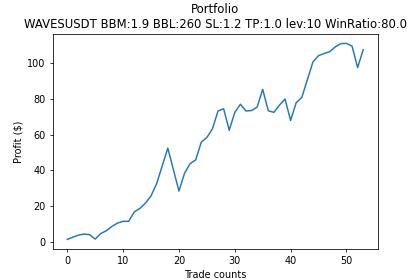 Portfolio
WAVESUSDT BBM:1.9 BBL:260 SL:1.2 TP:1.0 lev:10 WinRatio:80.0
100
80
60
40
20
0
Profit ($)
0 10 20 30 40 50
Trade counts